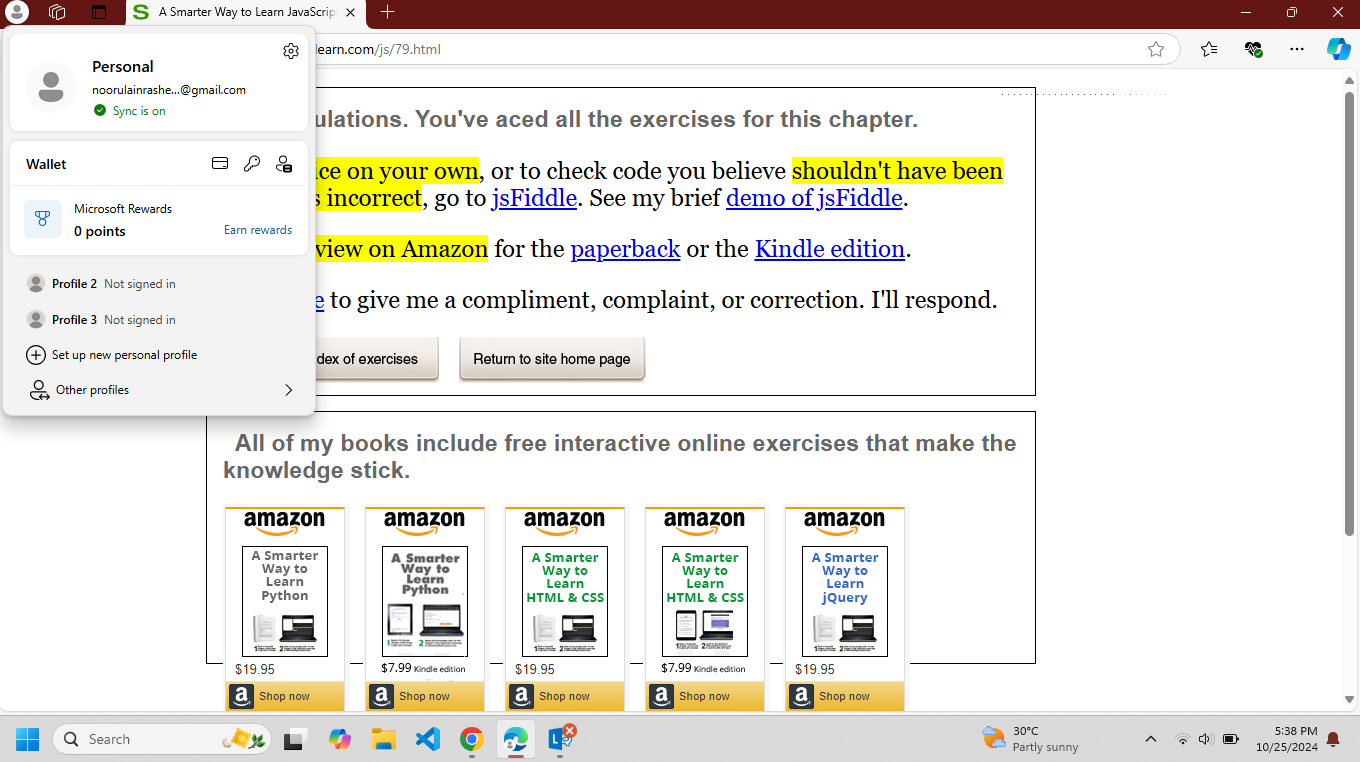 A Smarter Way to Learn JavaScrip
learn.com/js/79.html
Personal
noorulainrashe...@gmail.com
Sync is on
Wallet
Microsoft Rewards
0 points
Earn rewards
Profile 2 Not signed in
Profile 3 Not signed in
Set up new personal profile
Other profiles
ulations. You've aced all the exercises for this chapter.
ice on your own, or to check code you believe shouldn't have been
s incorrect, go to jsFiddle. See my brief demo of jsFiddle.
view on Amazon for the paperback or the Kindle edition.
e to give me a compliment, complaint, or correction. I'll respond.
dex of exercises
Return to site home page
All of my books include free interactive online exercises that make the
knowledge stick.
amazon
A Smarter
Way to
Learn
Python
$19.95
Shop now
amazon
A Smarter
Way to
Learn
Python
$7.99 Kindle edition
Shop now
amazon
A Smarter
Way to
Learn
HTML & CSS
$19.95
Shop now
amazon
A Smarter
Way to
Learn
HTML & CSS
$7.99 Kindle edition
Shop now
amazon
A Smarter
Way to
Learn
jQuery
$19.95
Shop now
Search
30°C
Partly sunny
5:38 PM
10/25/2024